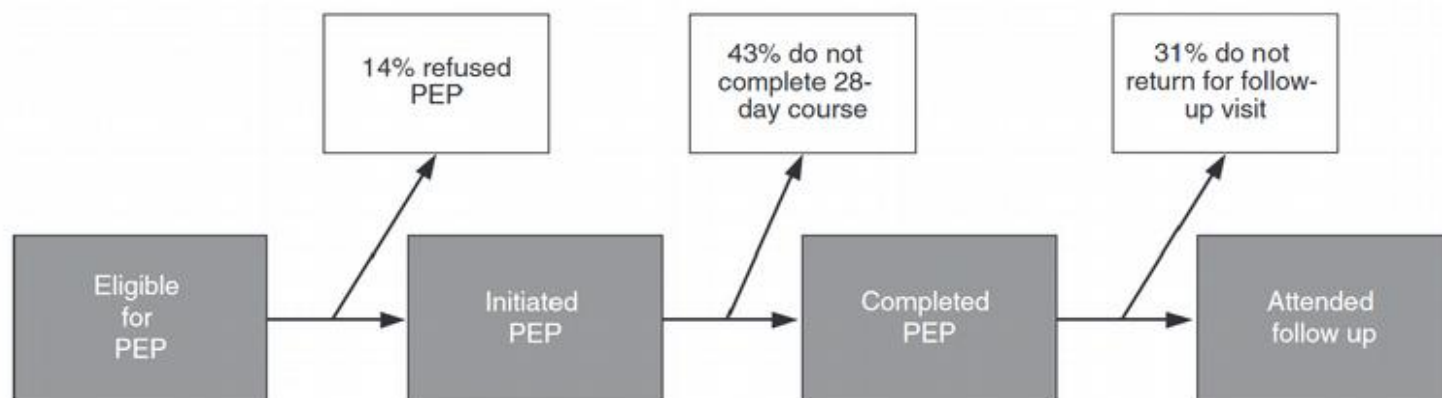 14% refused
PEP
43% do not
complete 28-
day course
31% do not
return for follow-
up visit
Eligible
for
PEP
Initiated
PEP
Completed
PEP
Attended
follow up